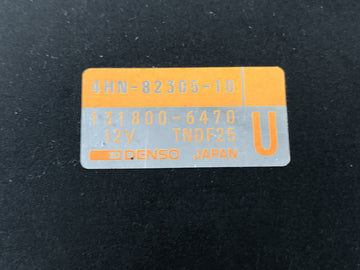 4HN-82305-10
131800-6470
12V TNDF25
DENSO JAPAN
U